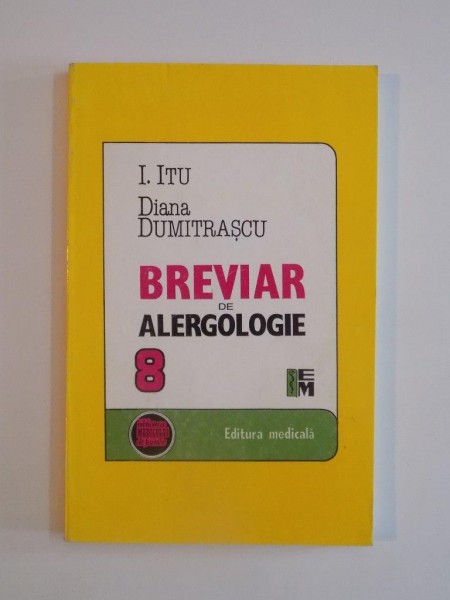 I. ITU
Diana
DUMITRAȘCU
BREVIAR
DE
ALERGOLOGIE
8
EM
Editura medicală